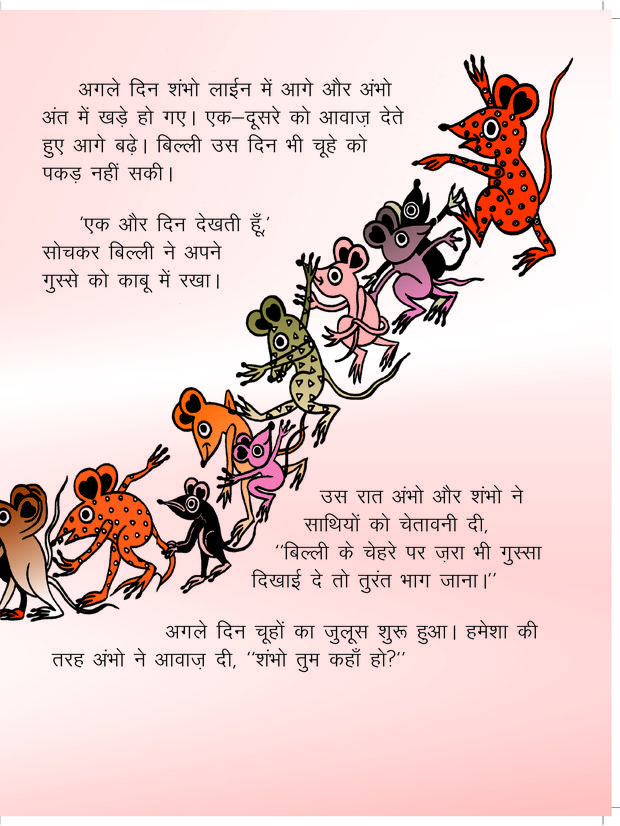 अगले दिन शंभो लाईन में आगे और अंभो
अंत में खड़े हो गए। एक–दूसरे को आवाज़ देते
हुए आगे बढ़े। बिल्ली उस दिन भी चूहे को
पकड़ नहीं सकी।
'एक और दिन देखती हूँ,'
सोचकर बिल्ली ने अपने
गुस्से को काबू में रखा।
उस रात अंभो और शंभो ने
साथियों को चेतावनी दी,
''बिल्ली के चेहरे पर ज़रा भी गुस्सा
दिखाई दे तो तुरंत भाग जाना।''
अगले दिन चूहों का जुलूस शुरू हुआ। हमेशा की
तरह अंभो ने आवाज़ दी, ''शंभो तुम कहाँ हो?''